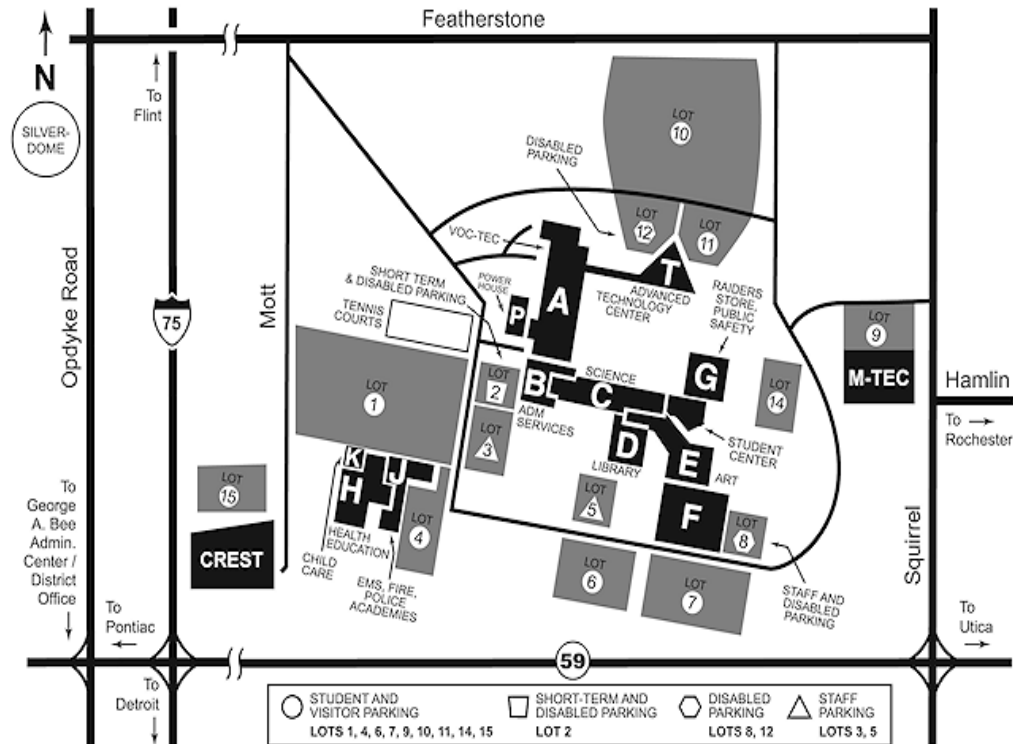 Featherstone
N
To
Flint
SILVER-
DOME
Opdyke Road
75
Mott
LOT
10
DISABLED
PARKING
LOT
12
LOT
11
VOC-TEC
A
T
ADVANCED
TECHNOLOGY
CENTER
SHORT TERM
& DISABLED PARKING
POWER
HOUSE
P
TENNIS
COURTS
RAIDERS
STORE,
PUBLIC
SAFETY
G
LOT
9
M-TEC
Hamlin
To
Rochester
LOT
1
LOT
2
B
SCIENCE
C
LOT
14
ADM
SERVICES
LOT
3
D
LIBRARY
STUDENT
CENTER
E
ART
K
H
J
LOT
15
CREST
HEALTH
EDUCATION
CHILD
CARE
EMS, FIRE,
POLICE
ACADEMIES
LOT
4
LOT
5
F
LOT
8
LOT
6
LOT
7
STAFF AND
DISABLED
PARKING
Squirrel
To
George
A. Bee
Admin.
Center /
District
Office
To
Pontiac
To
Utica
59
To
Detroit
STUDENT AND
VISITOR PARKING
LOTS 1, 4, 6, 7, 9, 10, 11, 14, 15
SHORT-TERM AND
DISABLED PARKING
LOT 2
DISABLED
PARKING
LOTS 8, 12
STAFF
PARKING
LOTS 3, 5